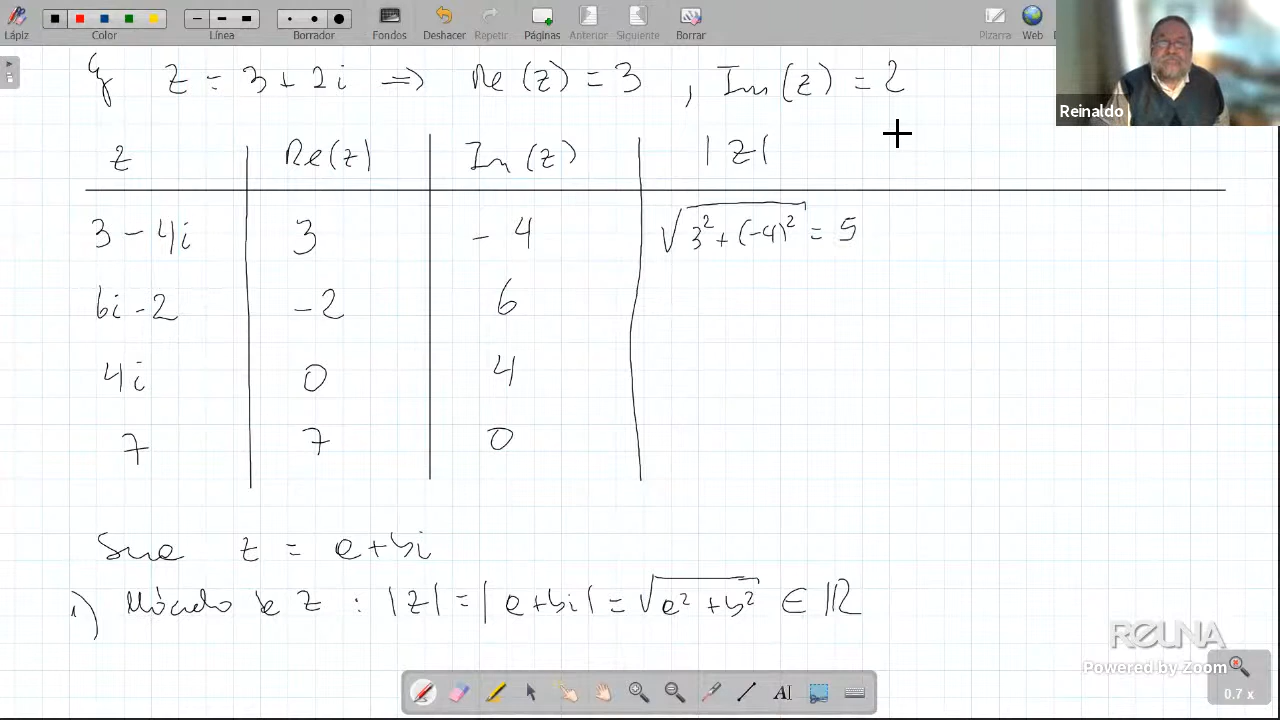 Lápiz Color Línea Borrador Fondos Deshacer Repetir Páginas Anterior Siguiente Borrar Pizarra Web
Reinaldo
Ej z = 3 + 2i ⟹ Re(z) = 3 , Im(z) = 2
z Re(z) Im(z) |z|
3 - 4i 3 - 4 √(3² + (-4)²) = 5
6i - 2 -2 6
4i 0 4
7 7 0
Sea z = a + bi
i) Módulo de z : |z| = |a + bi| = √(a² + b²) ∈ ℝ
REUNA
Powered by Zoom
AI
0.7 x